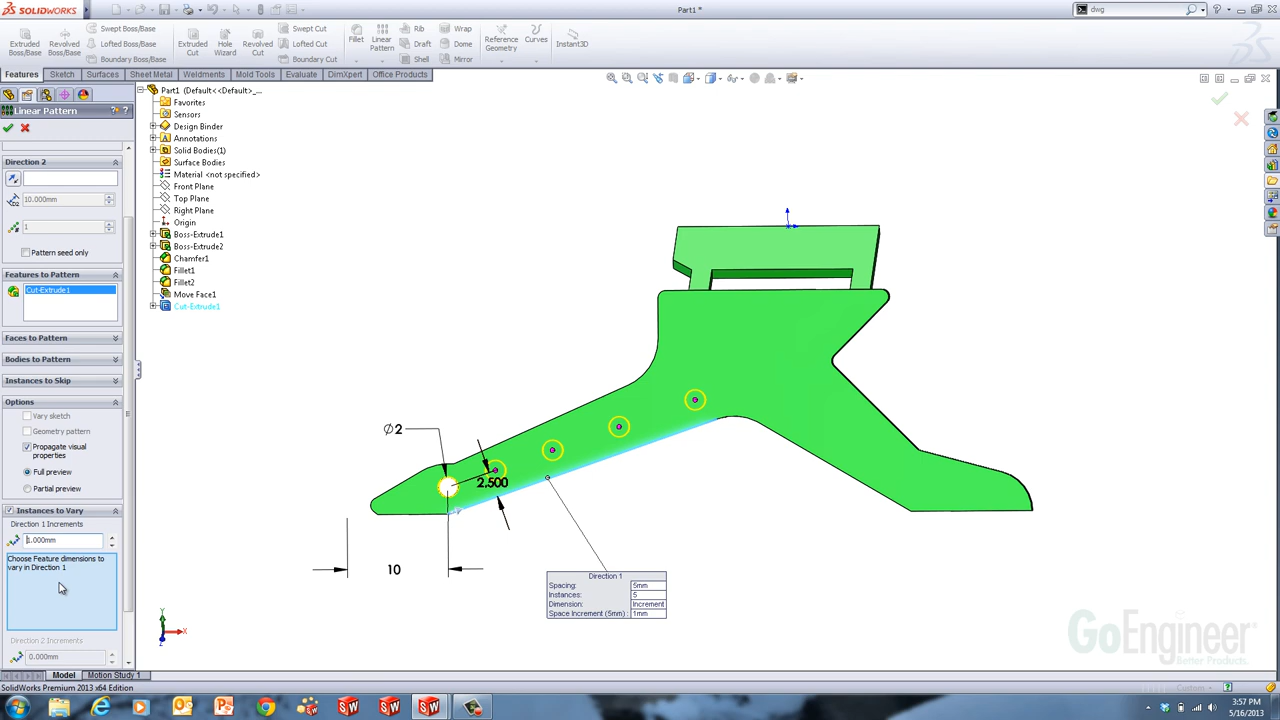 SOLIDWORKS
Part1 *
dwg
Extruded Boss/Base
Revolved Boss/Base
Swept Boss/Base
Lofted Boss/Base
Boundary Boss/Base
Extruded Cut
Hole Wizard
Revolved Cut
Swept Cut
Lofted Cut
Boundary Cut
Fillet
Linear Pattern
Rib
Draft
Shell
Wrap
Dome
Mirror
Reference Geometry
Curves
Instant3D
Features
Sketch
Surfaces
Sheet Metal
Weldments
Mold Tools
Evaluate
DimXpert
Office Products
Linear Pattern
Direction 2
10.000mm
1
Pattern seed only
Features to Pattern
Cut-Extrude1
Faces to Pattern
Bodies to Pattern
Instances to Skip
Options
Vary sketch
Geometry pattern
Propagate visual
properties
Full preview
Partial preview
Instances to Vary
Direction 1 Increments
1.000mm
Choose Feature dimensions to
vary in Direction 1
Direction 2 Increments
0.000mm
Part1 (Default<<Default>_...
Favorites
Sensors
Design Binder
Annotations
Solid Bodies(1)
Surface Bodies
Material <not specified>
Front Plane
Top Plane
Right Plane
Origin
Boss-Extrude1
Boss-Extrude2
Chamfer1
Fillet1
Fillet2
Move Face1
Cut-Extrude1
∅2
2.500
10
Direction 1
Spacing: 5mm
Instances: 5
Dimension: Increment
Space Increment (5mm) : 1mm
Y
X
Z
GoEngineer
Better Products.
Model
Motion Study 1
SolidWorks Premium 2013 x64 Edition
Custom
3:57 PM
5/16/2013